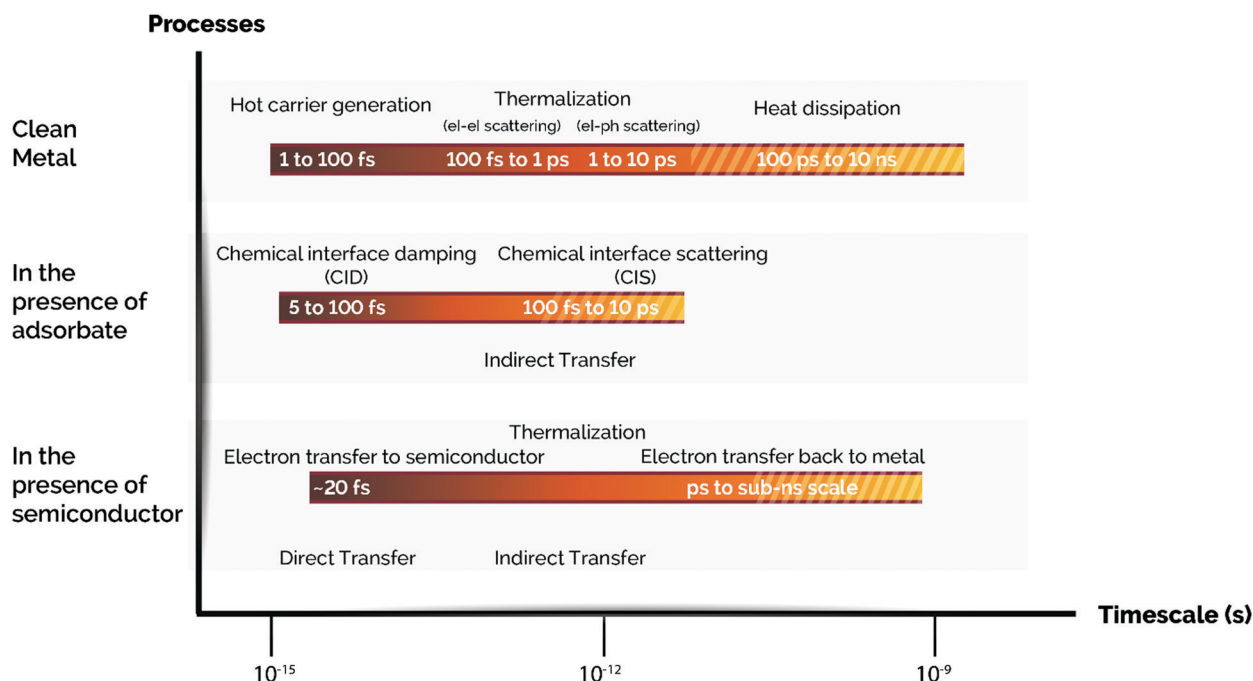 Processes
Clean
Metal
Hot carrier generation
Thermalization
(el-el scattering)
(el-ph scattering)
Heat dissipation
1 to 100 fs
100 fs to 1 ps
1 to 10 ps
100 ps to 10 ns
In the
presence of
adsorbate
Chemical interface damping
(CID)
Chemical interface scattering
(CIS)
5 to 100 fs
100 fs to 10 ps
Indirect Transfer
In the
presence of
semiconductor
Thermalization
Electron transfer to semiconductor
Electron transfer back to metal
~20 fs
ps to sub-ns scale
Direct Transfer
Indirect Transfer
Timescale (s)
10⁻¹⁵
10⁻¹²
10⁻⁹